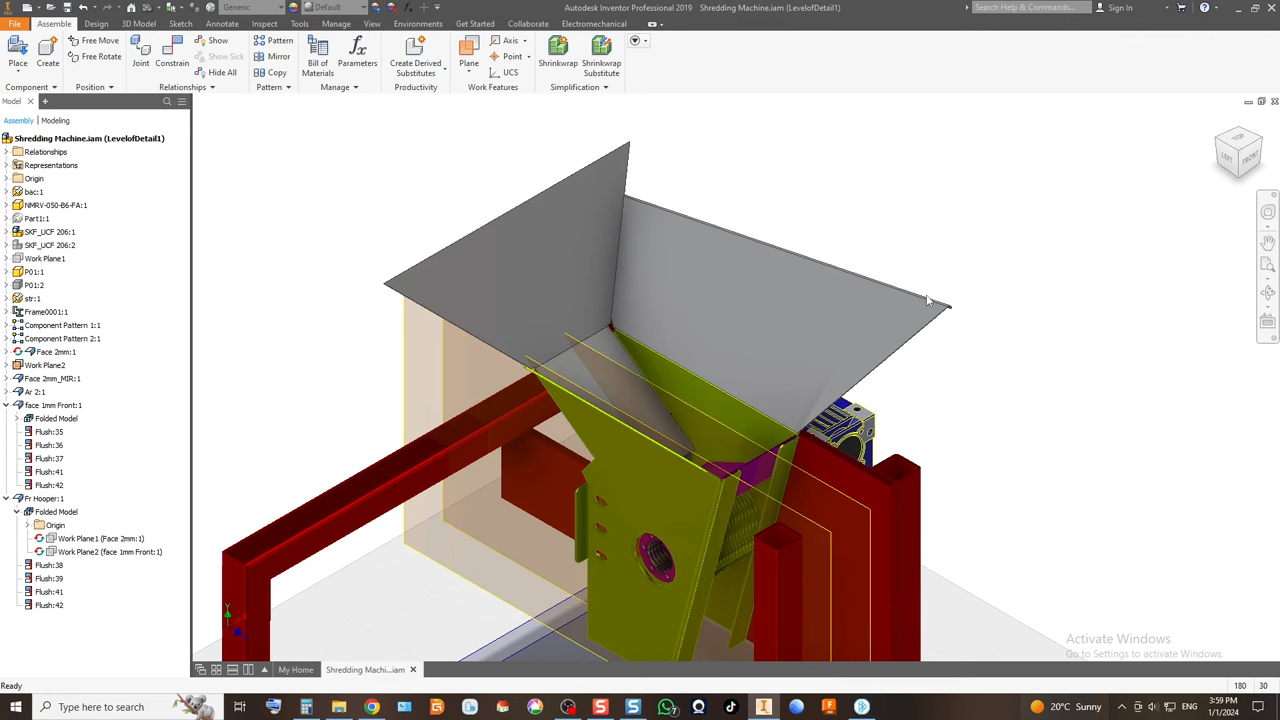 Generic
Default
Autodesk Inventor Professional 2019 Shredding Machine.iam (LevelofDetail1)
Search Help & Commands...
Sign In
File Assemble Design 3D Model Sketch Annotate Inspect Tools Manage View Environments Get Started Collaborate Electromechanical
Place
Create
Free Move
Free Rotate
Joint
Constrain
Show
Show Sick
Hide All
Pattern
Mirror
Copy
Bill of
Materials
Parameters
Create Derived
Substitutes
Plane
Axis
Point
UCS
Shrinkwrap
Shrinkwrap
Substitute
Component Position Relationships Pattern Manage Productivity Work Features Simplification
Model
Assembly Modeling
Shredding Machine.iam (LevelofDetail1)
Relationships
Representations
Origin
bac:1
NMRV-050-B6-FA:1
Part1:1
SKF_UCF 206:1
SKF_UCF 206:2
Work Plane1
P01:1
P01:2
str:1
Frame0001:1
Component Pattern 1:1
Component Pattern 2:1
Face 2mm:1
Work Plane2
Face 2mm_MIR:1
Ar 2:1
face 1mm Front:1
Folded Model
Flush:35
Flush:36
Flush:37
Flush:41
Flush:42
Fr Hooper:1
Folded Model
Origin
Work Plane1 (Face 2mm:1)
Work Plane2 (face 1mm Front:1)
Flush:38
Flush:39
Flush:41
Flush:42
TOP
LEFT
FRONT
Y
Activate Windows
Go to Settings to activate Windows.
My Home
Shredding Machi...iam
Ready
180 30
Type here to search
20°C Sunny
ENG
3:59 PM
1/1/2024